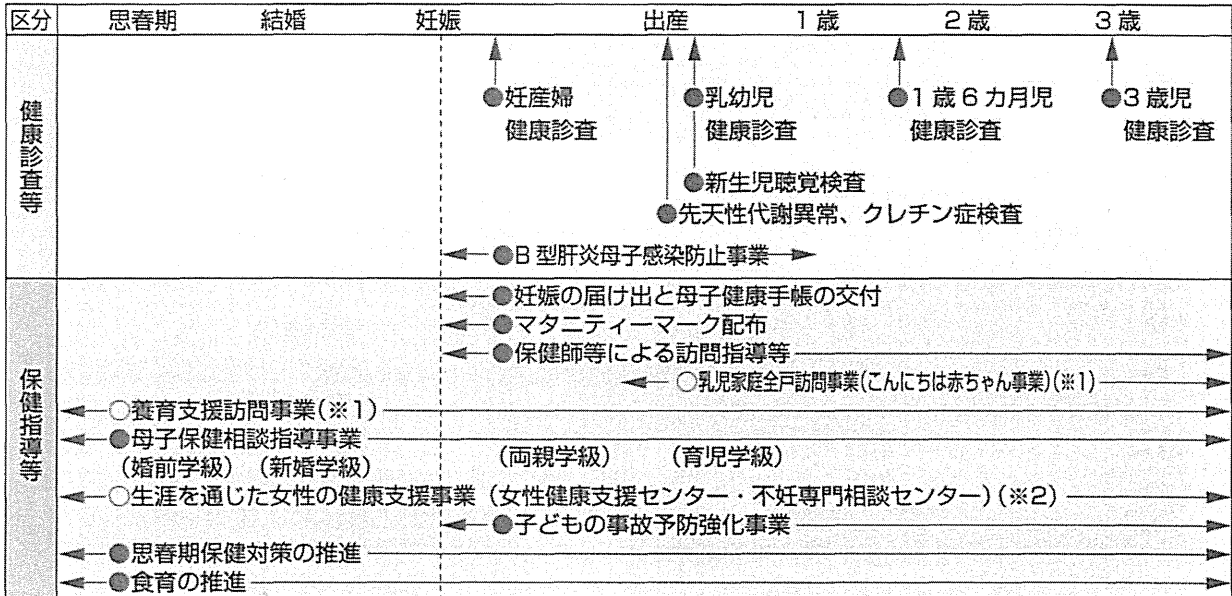 区分 思春期 結婚 妊娠 出産 1歳 2歳 3歳
健康診査等
●妊産婦 ●乳幼児 ●1歳6カ月児 ●3歳児
健康診査 健康診査 健康診査 健康診査
●新生児聴覚検査
●先天性代謝異常、クレチン症検査
●B型肝炎母子感染防止事業
保健指導等
●妊娠の届け出と母子健康手帳の交付
●マタニティーマーク配布
●保健師等による訪問指導等
○乳児家庭全戸訪問事業(こんにちは赤ちゃん事業)(※1)
○養育支援訪問事業(※1)
●母子保健相談指導事業
(婚前学級) (新婚学級) (両親学級) (育児学級)
○生涯を通じた女性の健康支援事業(女性健康支援センター・不妊専門相談センター)(※2)
●子どもの事故予防強化事業
●思春期保健対策の推進
●食育の推進